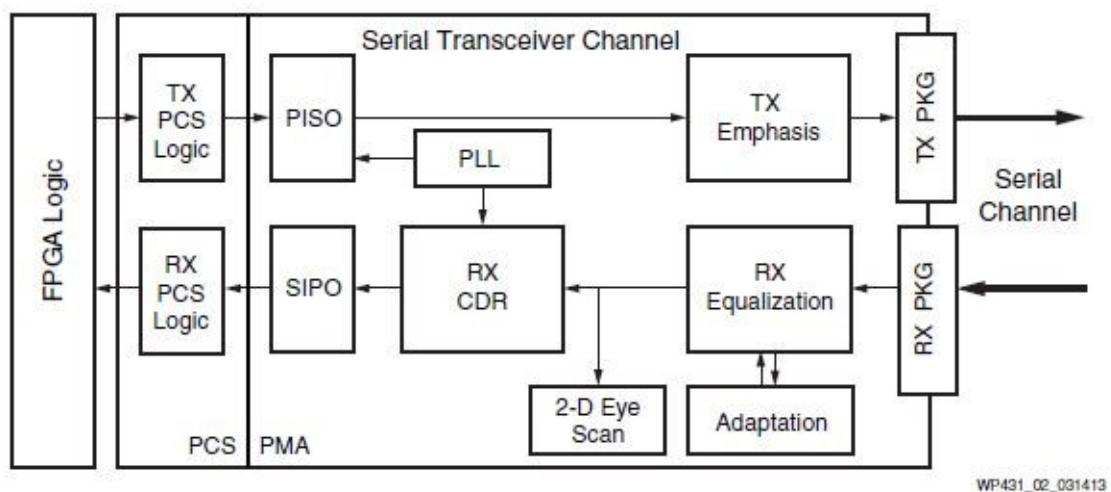 Serial Transceiver Channel
FPGA Logic
TX
PCS
Logic
PISO
PLL
TX
Emphasis
TX PKG
Serial
Channel
RX
PCS
Logic
SIPO
RX
CDR
RX
Equalization
RX PKG
2-D Eye
Scan
Adaptation
PCS
PMA
WP431_02_031413